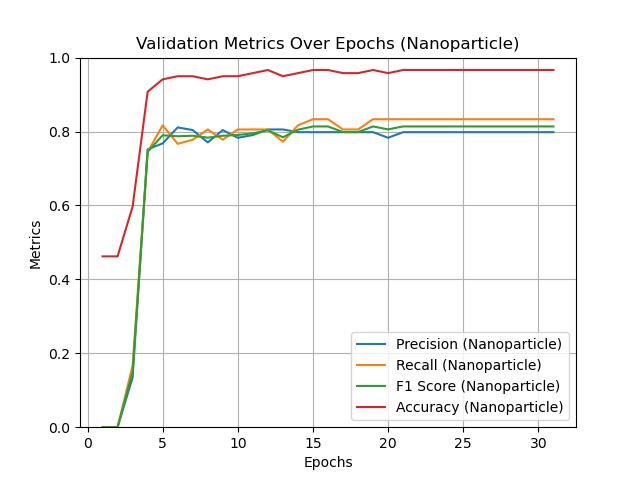 Validation Metrics Over Epochs (Nanoparticle)
1.0
0.8
0.6
0.4
0.2
0.0
Metrics
0 5 10 15 20 25 30
Epochs
Precision (Nanoparticle)
Recall (Nanoparticle)
F1 Score (Nanoparticle)
Accuracy (Nanoparticle)